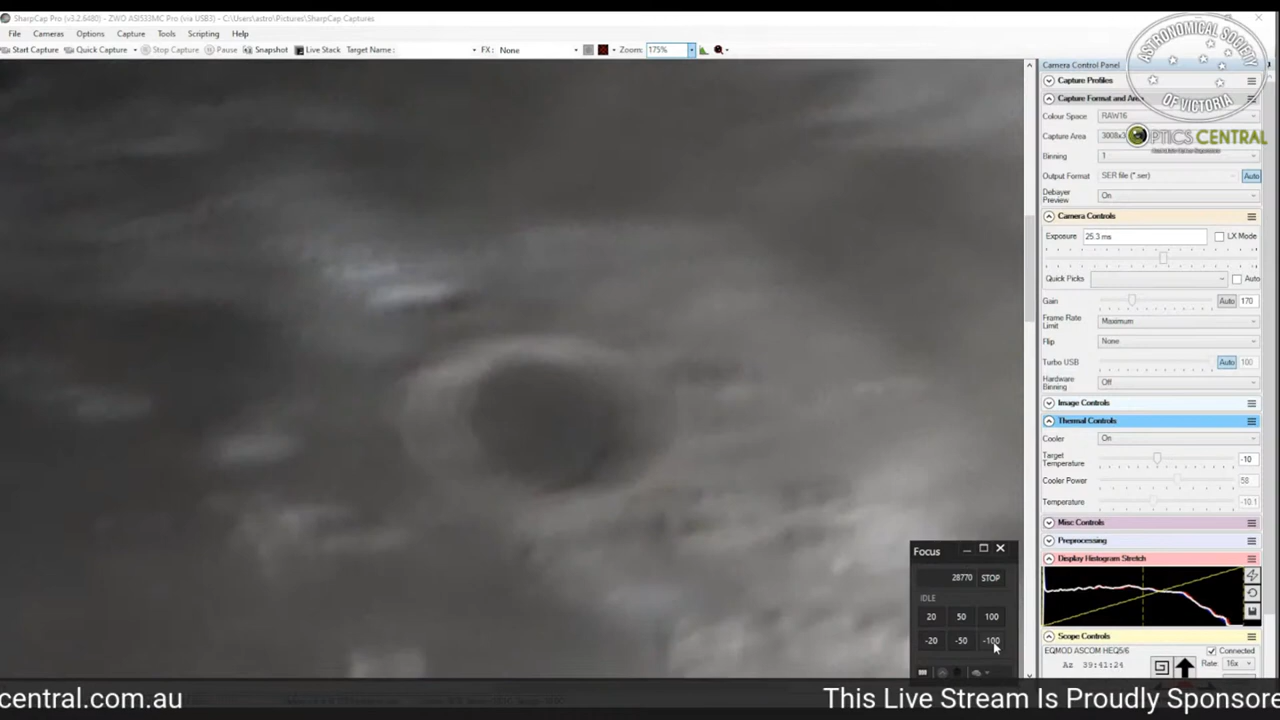 SharpCap Pro (v3.2.6480) - ZWO ASI533MC Pro (via USB3) - C:\Users\astro\Pictures\SharpCap Captures
File Cameras Options Capture Tools Scripting Help
Start Capture Quick Capture Stop Capture Pause Snapshot Live Stack Target Name: FX: None Zoom: 175%
ASTRONOMICAL SOCIETY
OF VICTORIA
OPTICS CENTRAL
Camera Control Panel
Capture Profiles
Capture Format and Area
Colour Space RAW16
Capture Area
Binning 1
Output Format SER file (*.ser) Auto
Debayer
Preview On
Camera Controls
Exposure 25.3 ms LX Mode
Quick Picks Auto
Gain Auto 170
Frame Rate
Limit Maximum
Flip None
Turbo USB Auto 100
Hardware
Binning Off
Image Controls
Thermal Controls
Cooler On
Target
Temperature -10
Cooler Power 58
Temperature -10.1
Misc Controls
Preprocessing
Display Histogram Stretch
Scope Controls
EQMOD ASCOM HEQ5/6 Connected
Az 39:41:24 Rate 16x
Focus
28770 STOP
IDLE
20 50 100
-20 -50 -100
central.com.au This Live Stream Is Proudly Sponsore